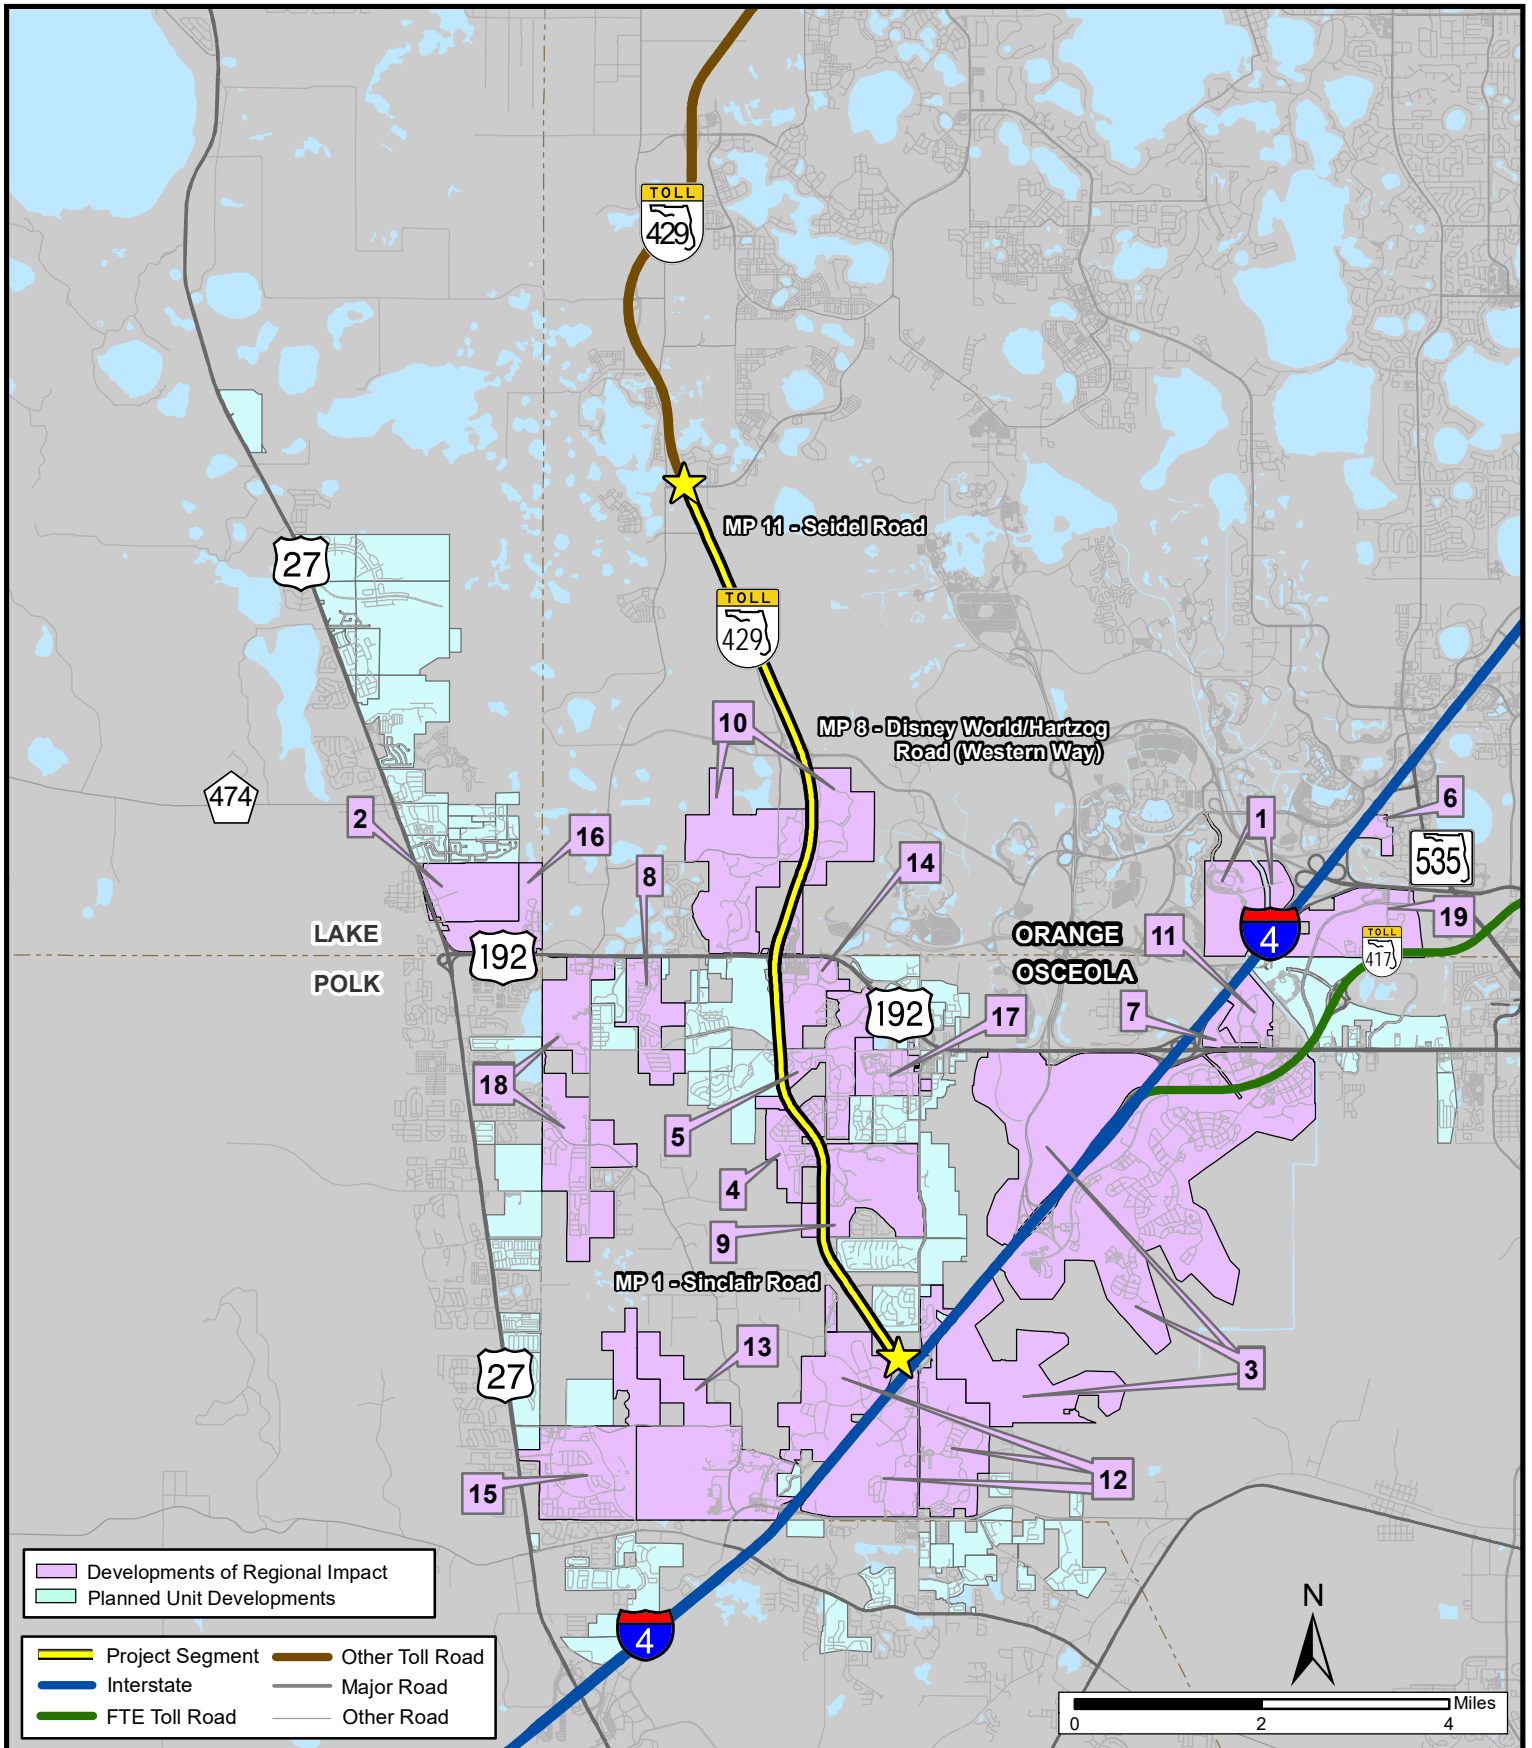 TOLL
429
MP 11 - Seidel Road
27
TOLL
429
10
MP 8 - Disney World/Hartzog
Road (Western Way)
474
2
16
8
14
1
6
535
19
11
LAKE
POLK
192
ORANGE
OSCEOLA
4
TOLL
417
192
7
17
18
5
4
9
MP 1 - Sinclair Road
13
27
3
15
12
Developments of Regional Impact
Planned Unit Developments
4
Project Segment
Other Toll Road
Interstate
Major Road
FTE Toll Road
Other Road
N
Miles
0
2
4